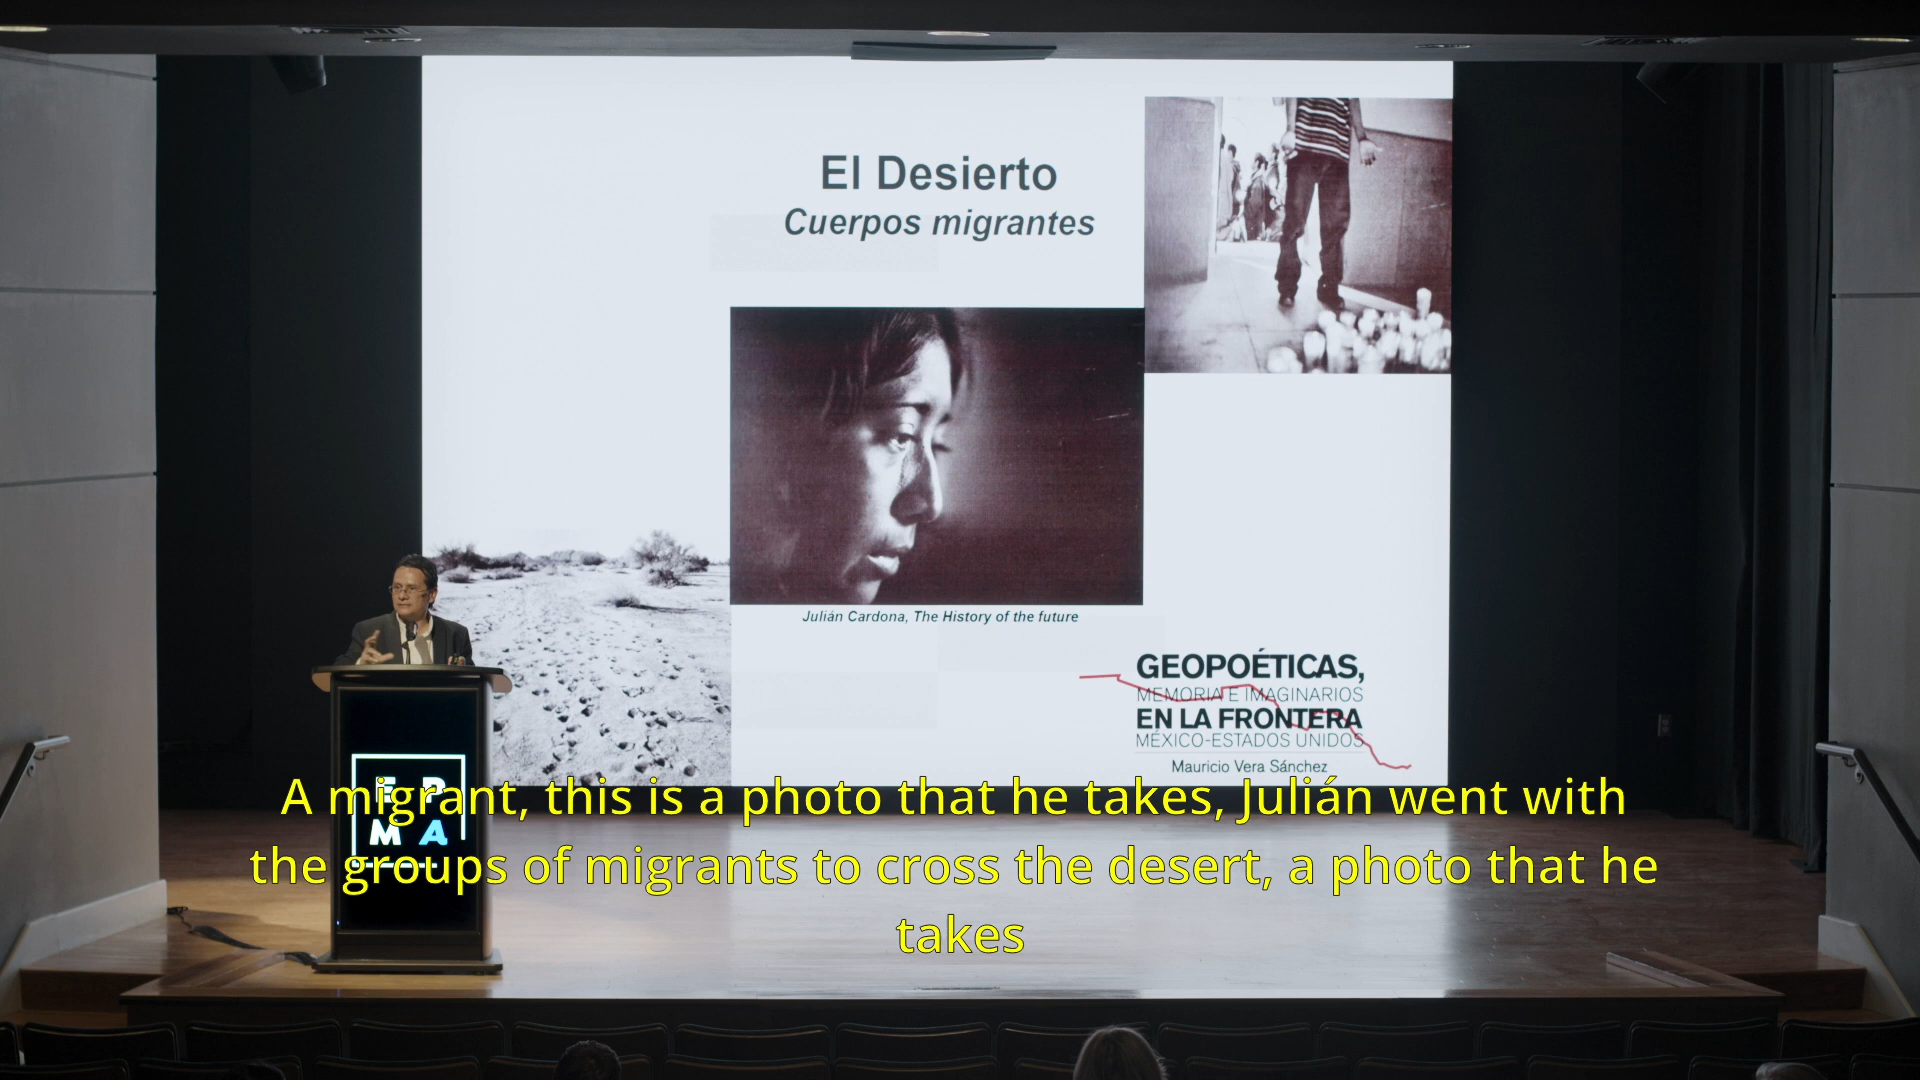 El Desierto
Cuerpos migrantes
Julián Cardona, The History of the future
GEOPOÉTICAS,
MEMORIA E IMAGINARIOS
EN LA FRONTERA
MÉXICO-ESTADOS UNIDOS
Mauricio Vera Sánchez
E P
M A
A migrant, this is a photo that he takes, Julián went with
the groups of migrants to cross the desert, a photo that he
takes